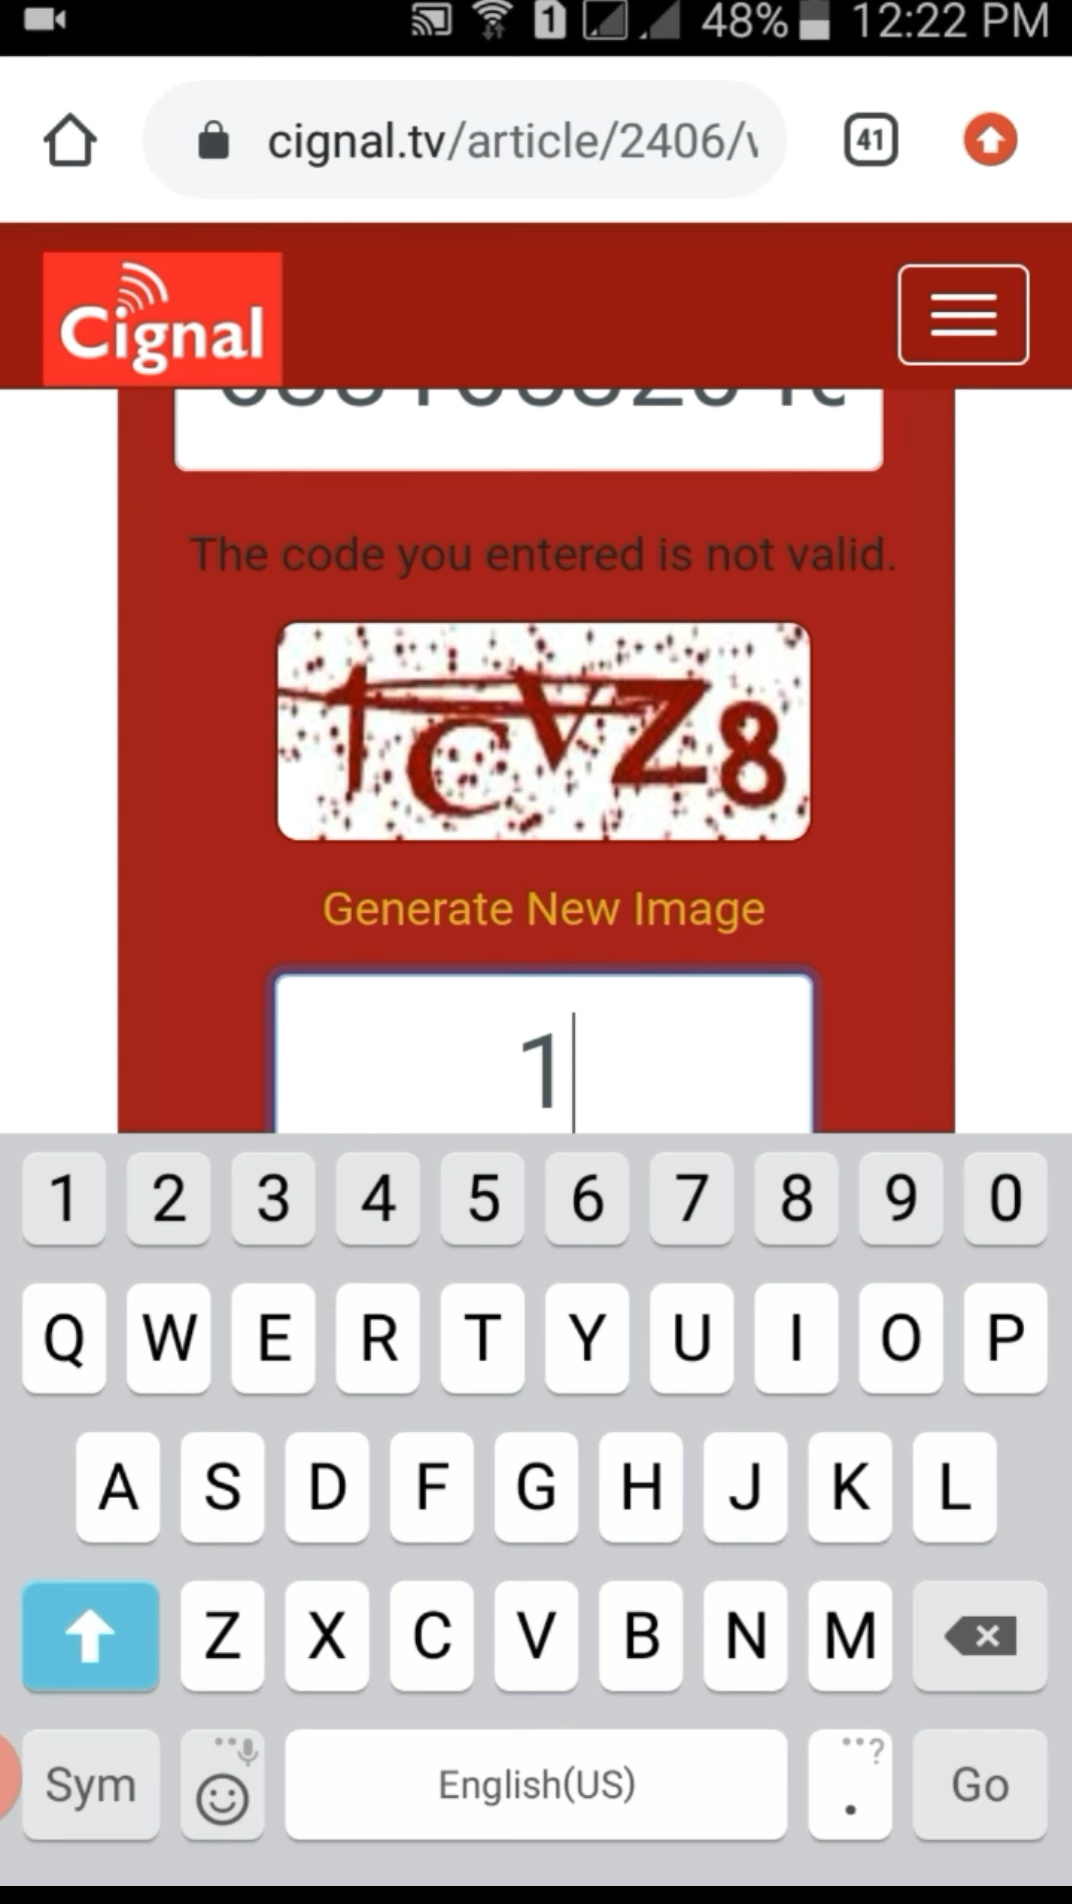 48% 12:22 PM
cignal.tv/article/2406/
41
Cignal
The code you entered is not valid.
1cVZ8
Generate New Image
1
1 2 3 4 5 6 7 8 9 0
Q W E R T Y U I O P
A S D F G H J K L
Z X C V B N M
Sym English(US) . ? Go